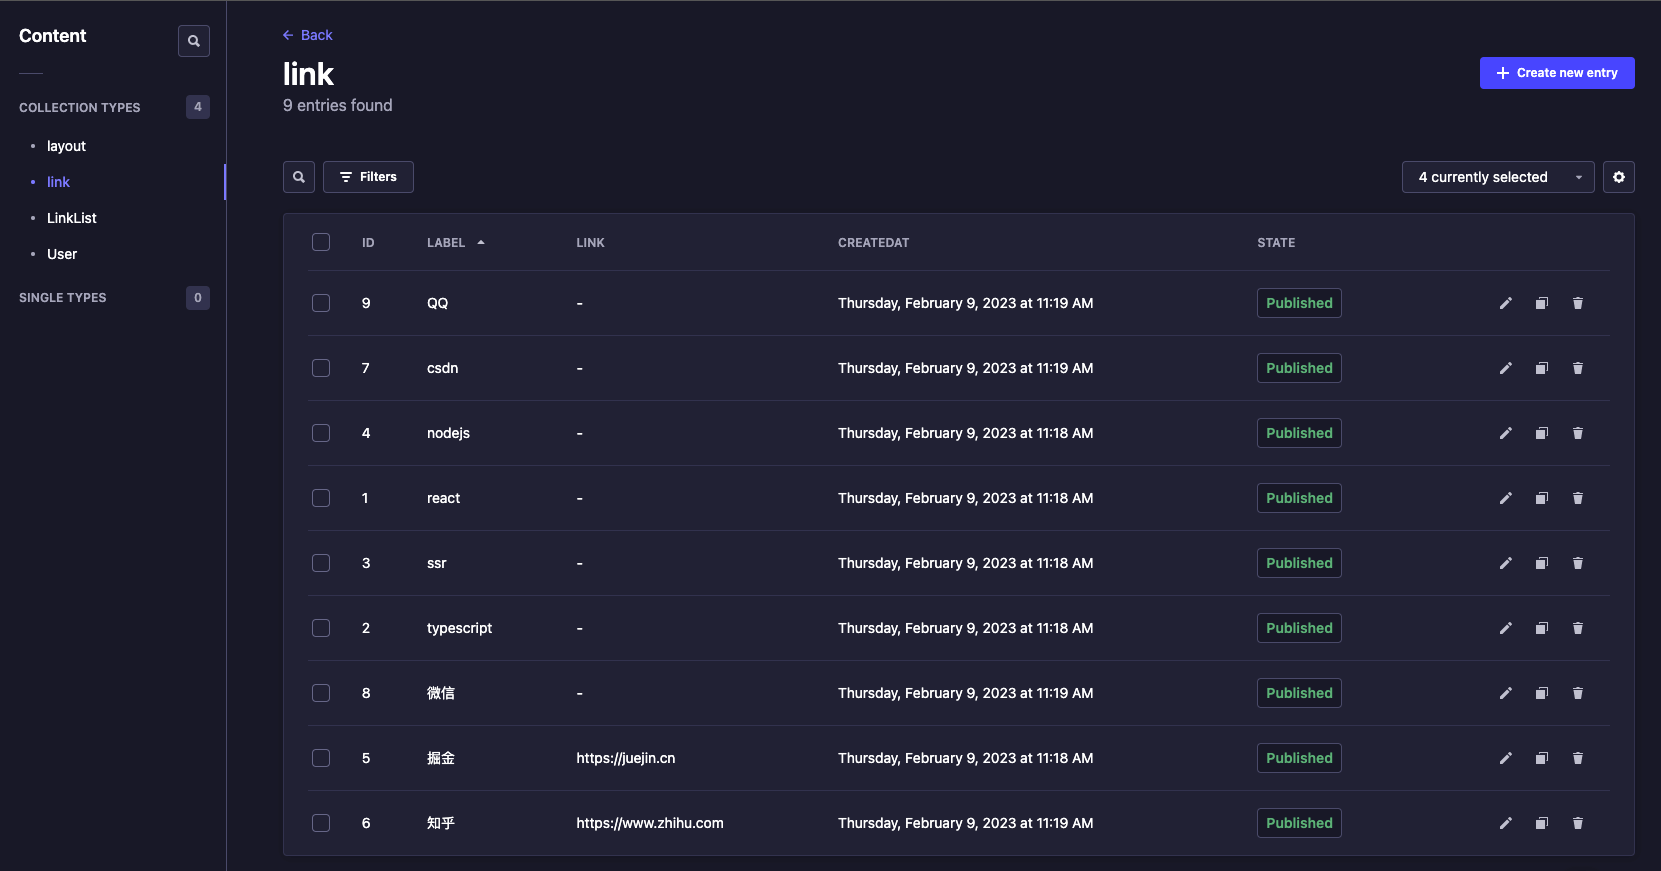 Content
COLLECTION TYPES 4
layout
link
LinkList
User
SINGLE TYPES 0
Back
link
9 entries found
Create new entry
Filters
4 currently selected
ID LABEL LINK CREATEDAT STATE
9 QQ - Thursday, February 9, 2023 at 11:19 AM Published
7 csdn - Thursday, February 9, 2023 at 11:19 AM Published
4 nodejs - Thursday, February 9, 2023 at 11:18 AM Published
1 react - Thursday, February 9, 2023 at 11:18 AM Published
3 ssr - Thursday, February 9, 2023 at 11:18 AM Published
2 typescript - Thursday, February 9, 2023 at 11:18 AM Published
8 微信 - Thursday, February 9, 2023 at 11:19 AM Published
5 掘金 https://juejin.cn Thursday, February 9, 2023 at 11:18 AM Published
6 知乎 https://www.zhihu.com Thursday, February 9, 2023 at 11:19 AM Published